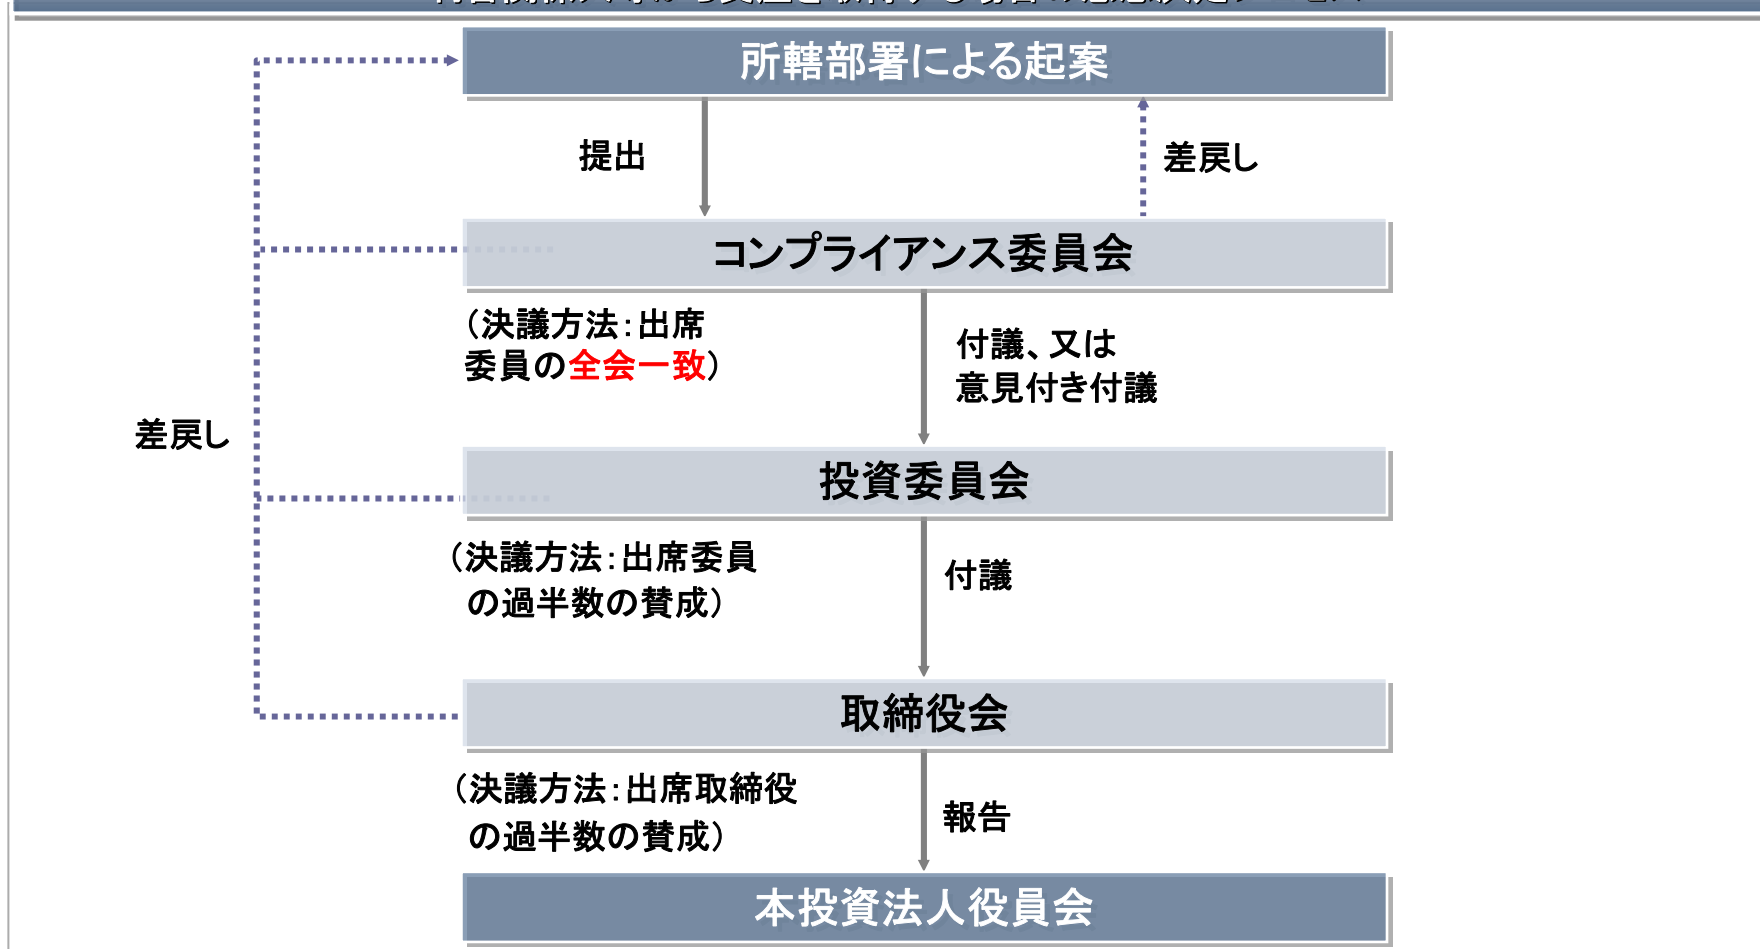 所轄部署による起案
提出
差戻し
コンプライアンス委員会
（決議方法：出席
委員の全会一致）
付議、又は
意見付き付議
差戻し
投資委員会
（決議方法：出席委員
の過半数の賛成）
付議
取締役会
（決議方法：出席取締役
の過半数の賛成）
報告
本投資法人役員会